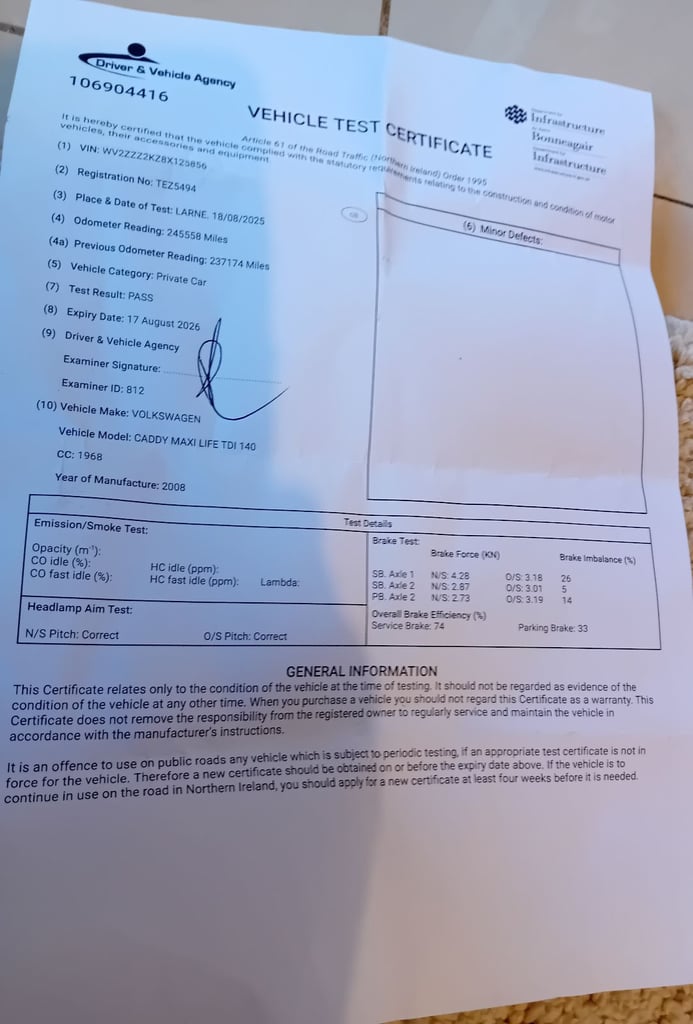 Driver & Vehicle Agency
106904416
Infrastructure
Bonneagair
Infrastructure
VEHICLE TEST CERTIFICATE
Article 61 of the Road Traffic (Northern Ireland) Order 1995
It is hereby certified that the vehicle complied with the statutory requirements relating to the construction and condition of motor
vehicles, their accessories and equipment
(1) VIN: WV2ZZZ2KZ8X125856
(2) Registration No: TEZ5494
(3) Place & Date of Test: LARNE, 18/08/2025
(4) Odometer Reading: 245558 Miles
(4a) Previous Odometer Reading: 237174 Miles
(5) Vehicle Category: Private Car
(7) Test Result: PASS
(8) Expiry Date: 17 August 2026
(9) Driver & Vehicle Agency
Examiner Signature:
Examiner ID: 812
(10) Vehicle Make: VOLKSWAGEN
Vehicle Model: CADDY MAXI LIFE TDI 140
CC: 1968
Year of Manufacture: 2008
(6) Minor Defects:
Test Details
Emission/Smoke Test:
Opacity (m⁻¹):
CO idle (%): HC idle (ppm):
CO fast idle (%): HC fast idle (ppm): Lambda:
Headlamp Aim Test:
N/S Pitch: Correct O/S Pitch: Correct
Brake Test:
Brake Force (KN) Brake Imbalance (%)
SB. Axle 1 N/S: 4.28 O/S: 3.18 26
SB. Axle 2 N/S: 2.87 O/S: 3.01 5
PB. Axle 2 N/S: 2.73 O/S: 3.19 14
Overall Brake Efficiency (%)
Service Brake: 74 Parking Brake: 33
GENERAL INFORMATION
This Certificate relates only to the condition of the vehicle at the time of testing. It should not be regarded as evidence of the
condition of the vehicle at any other time. When you purchase a vehicle you should not regard this Certificate as a warranty. This
Certificate does not remove the responsibility from the registered owner to regularly service and maintain the vehicle in
accordance with the manufacturer's instructions.
It is an offence to use on public roads any vehicle which is subject to periodic testing, if an appropriate test certificate is not in
force for the vehicle. Therefore a new certificate should be obtained on or before the expiry date above. If the vehicle is to
continue in use on the road in Northern Ireland, you should apply for a new certificate at least four weeks before it is needed.